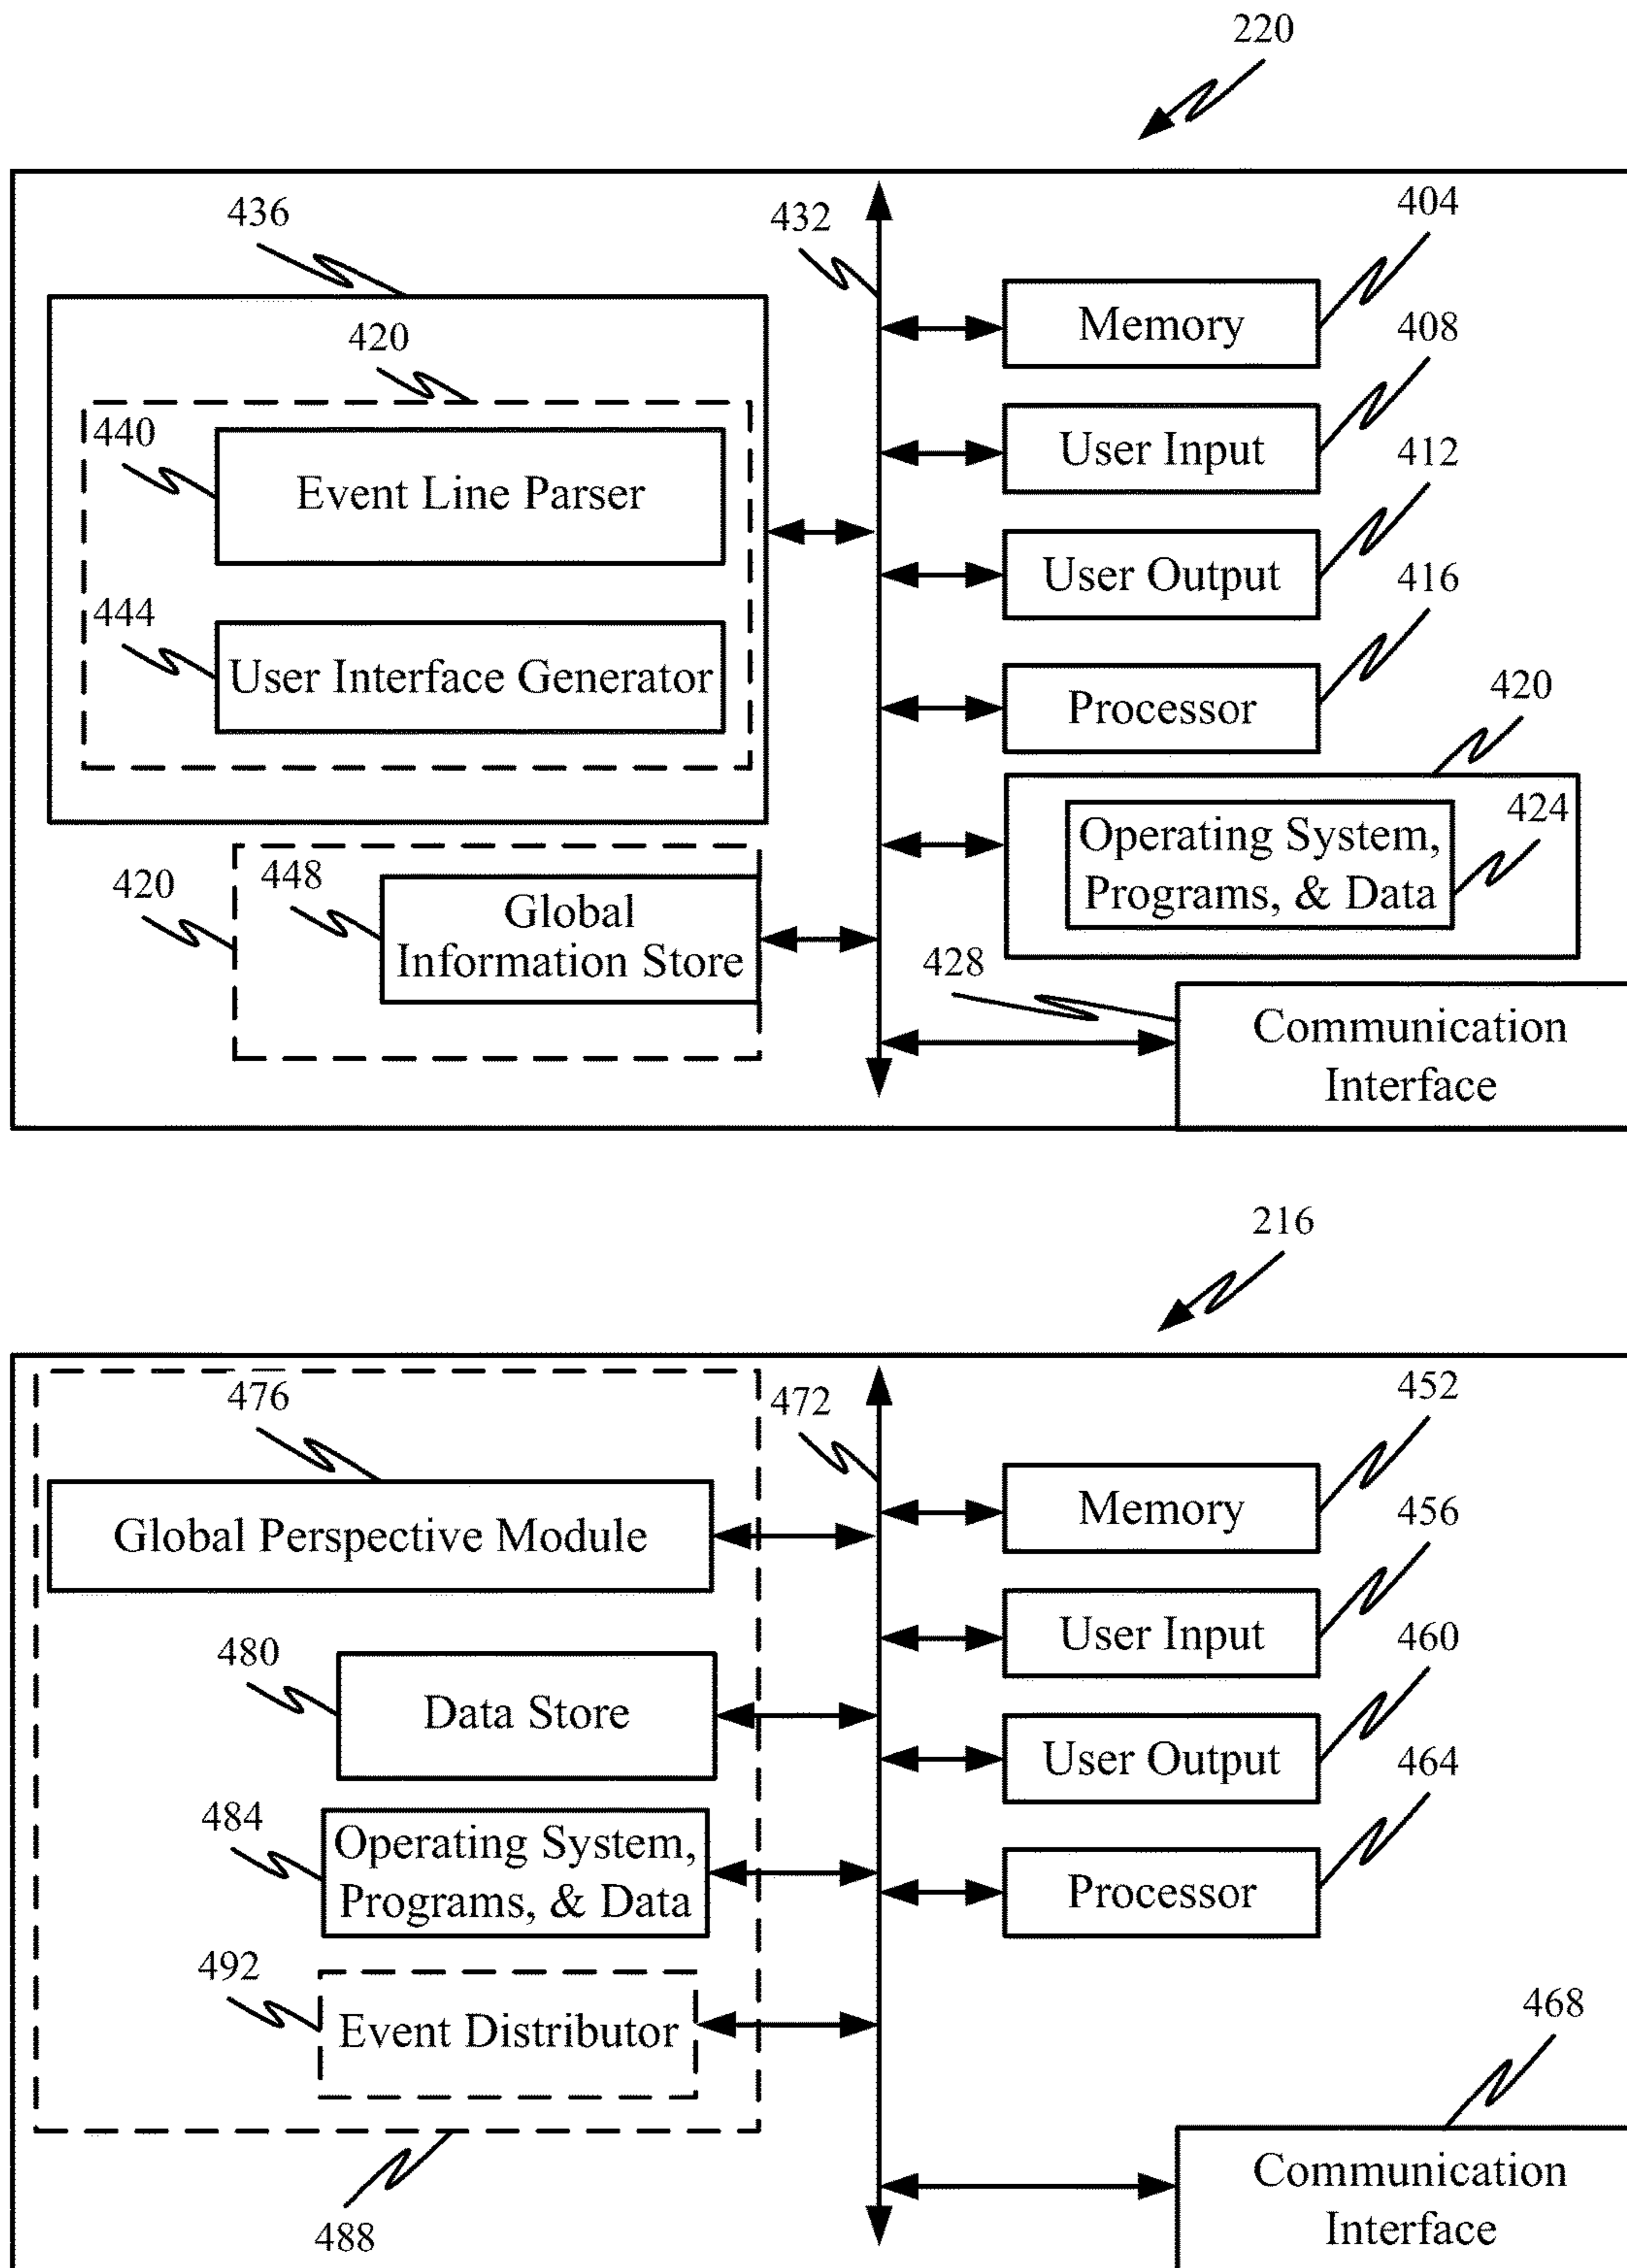 220
436
432
404
Memory
420
408
440
Event Line Parser
User Input
412
User Output
416
444
User Interface Generator
Processor
420
424
Operating System,
Programs, & Data
420
448
Global
Information Store
428
Communication
Interface
216
476
472
452
Memory
Global Perspective Module
456
User Input
480
Data Store
460
User Output
464
484
Operating System,
Programs, & Data
Processor
492
Event Distributor
468
Communication
Interface
488